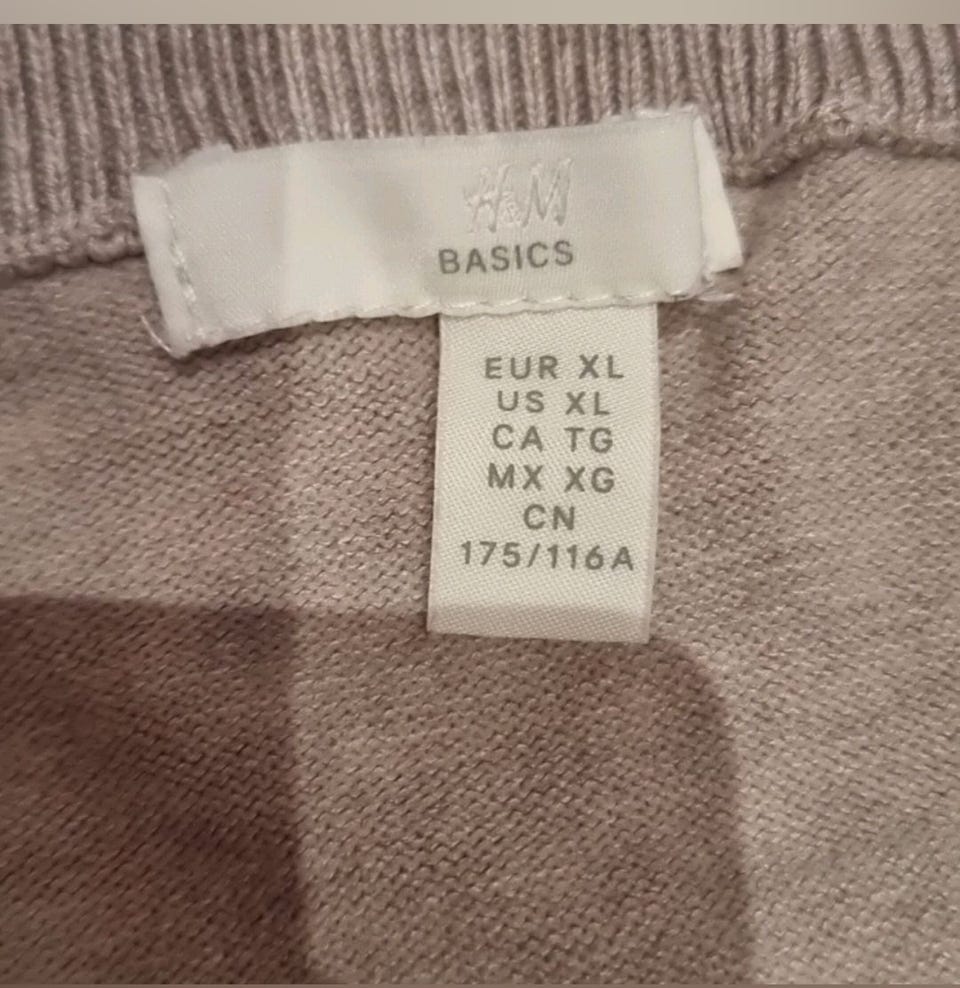 H&M
BASICS
EUR XL
US XL
CA TG
MX XG
CN
175/116A